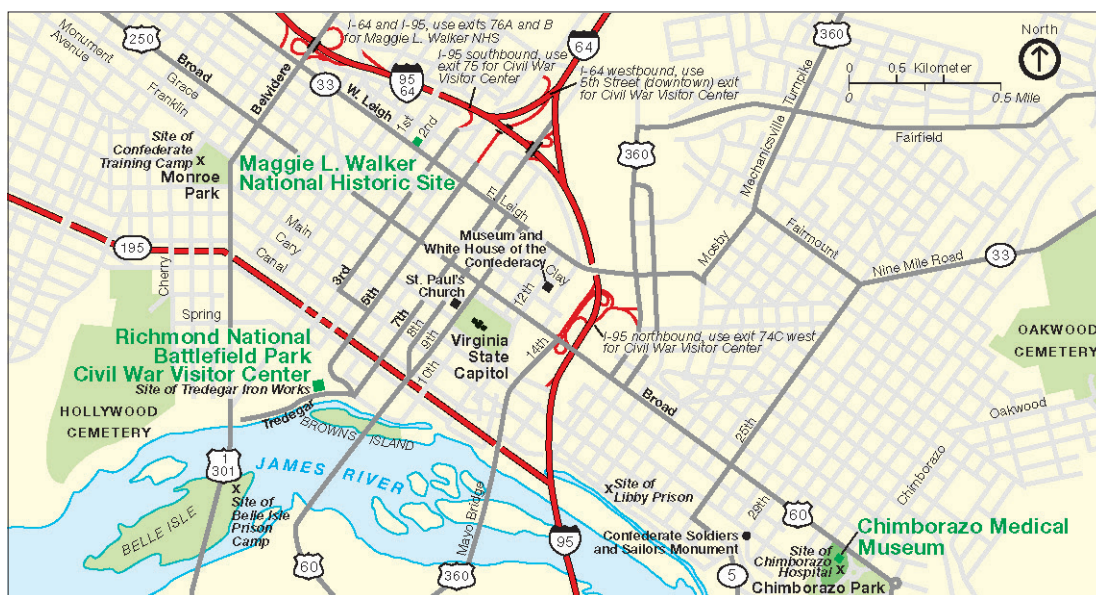 I-64 and I-95, use exits 76A and B
for Maggie L. Walker NHS
64
360
North
250
Monument
Avenue
Broad
Grace
Franklin
Belvidere
33
W. Leigh
95
64
I-95 southbound, use
exit 75 for Civil War
Visitor Center
I-64 westbound, use
5th Street (downtown) exit
for Civil War Visitor Center
0
0.5 Kilometer
0
0.5 Mile
1st
2nd
Mechanicsville Turnpike
360
Fairfield
Site of
Confederate
Training Camp
Monroe
Park
Maggie L. Walker
National Historic Site
E. Leigh
195
Cherry
Main
Cary
Canal
Museum and
White House of the
Confederacy
Clay
Mosby
Fairmount
Nine Mile Road
33
3rd
5th
7th
8th
9th
10th
12th
14th
St. Paul's
Church
Virginia
State
Capitol
Spring
I-95 northbound, use exit 74C west
for Civil War Visitor Center
OAKWOOD
CEMETERY
Richmond National
Battlefield Park
Civil War Visitor Center
Site of Tredegar Iron Works
Tredegar
HOLLYWOOD
CEMETERY
BROWNS ISLAND
Broad
25th
Oakwood
Chimborazo
1
301
JAMES RIVER
Site of
Belle Isle
Prison
Camp
BELLE ISLE
Mayo Bridge
Site of
Libby Prison
29th
60
60
360
95
Confederate Soldiers
and Sailors Monument
5
Chimborazo Medical
Museum
Site of
Chimborazo
Hospital
Chimborazo Park